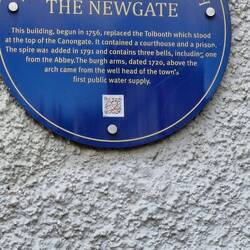 THE NEWGATE
This building, begun in 1756, replaced the Tolbooth which stood
at the top of the Canongate. It contained a courthouse and a prison.
The spire was added in 1791 and contains three bells, including one
from the Abbey.The burgh arms, dated 1720, above the
arch came from the well head of the town's
first public water supply.